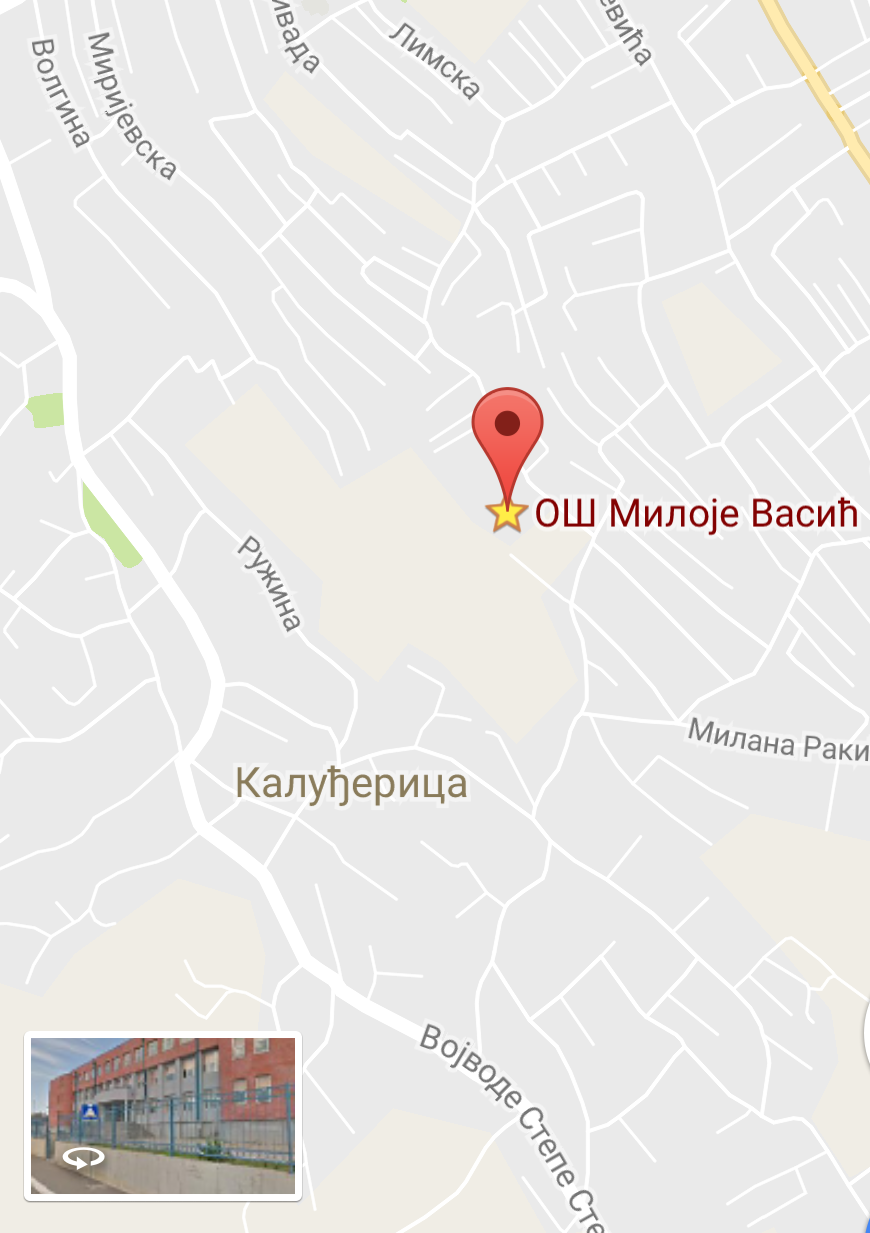 Лимска
Волгина
Миријевска
ОШ Милоје Васић
Ружина
Милана Раки
Калуђерица
Војводе Степе Сте